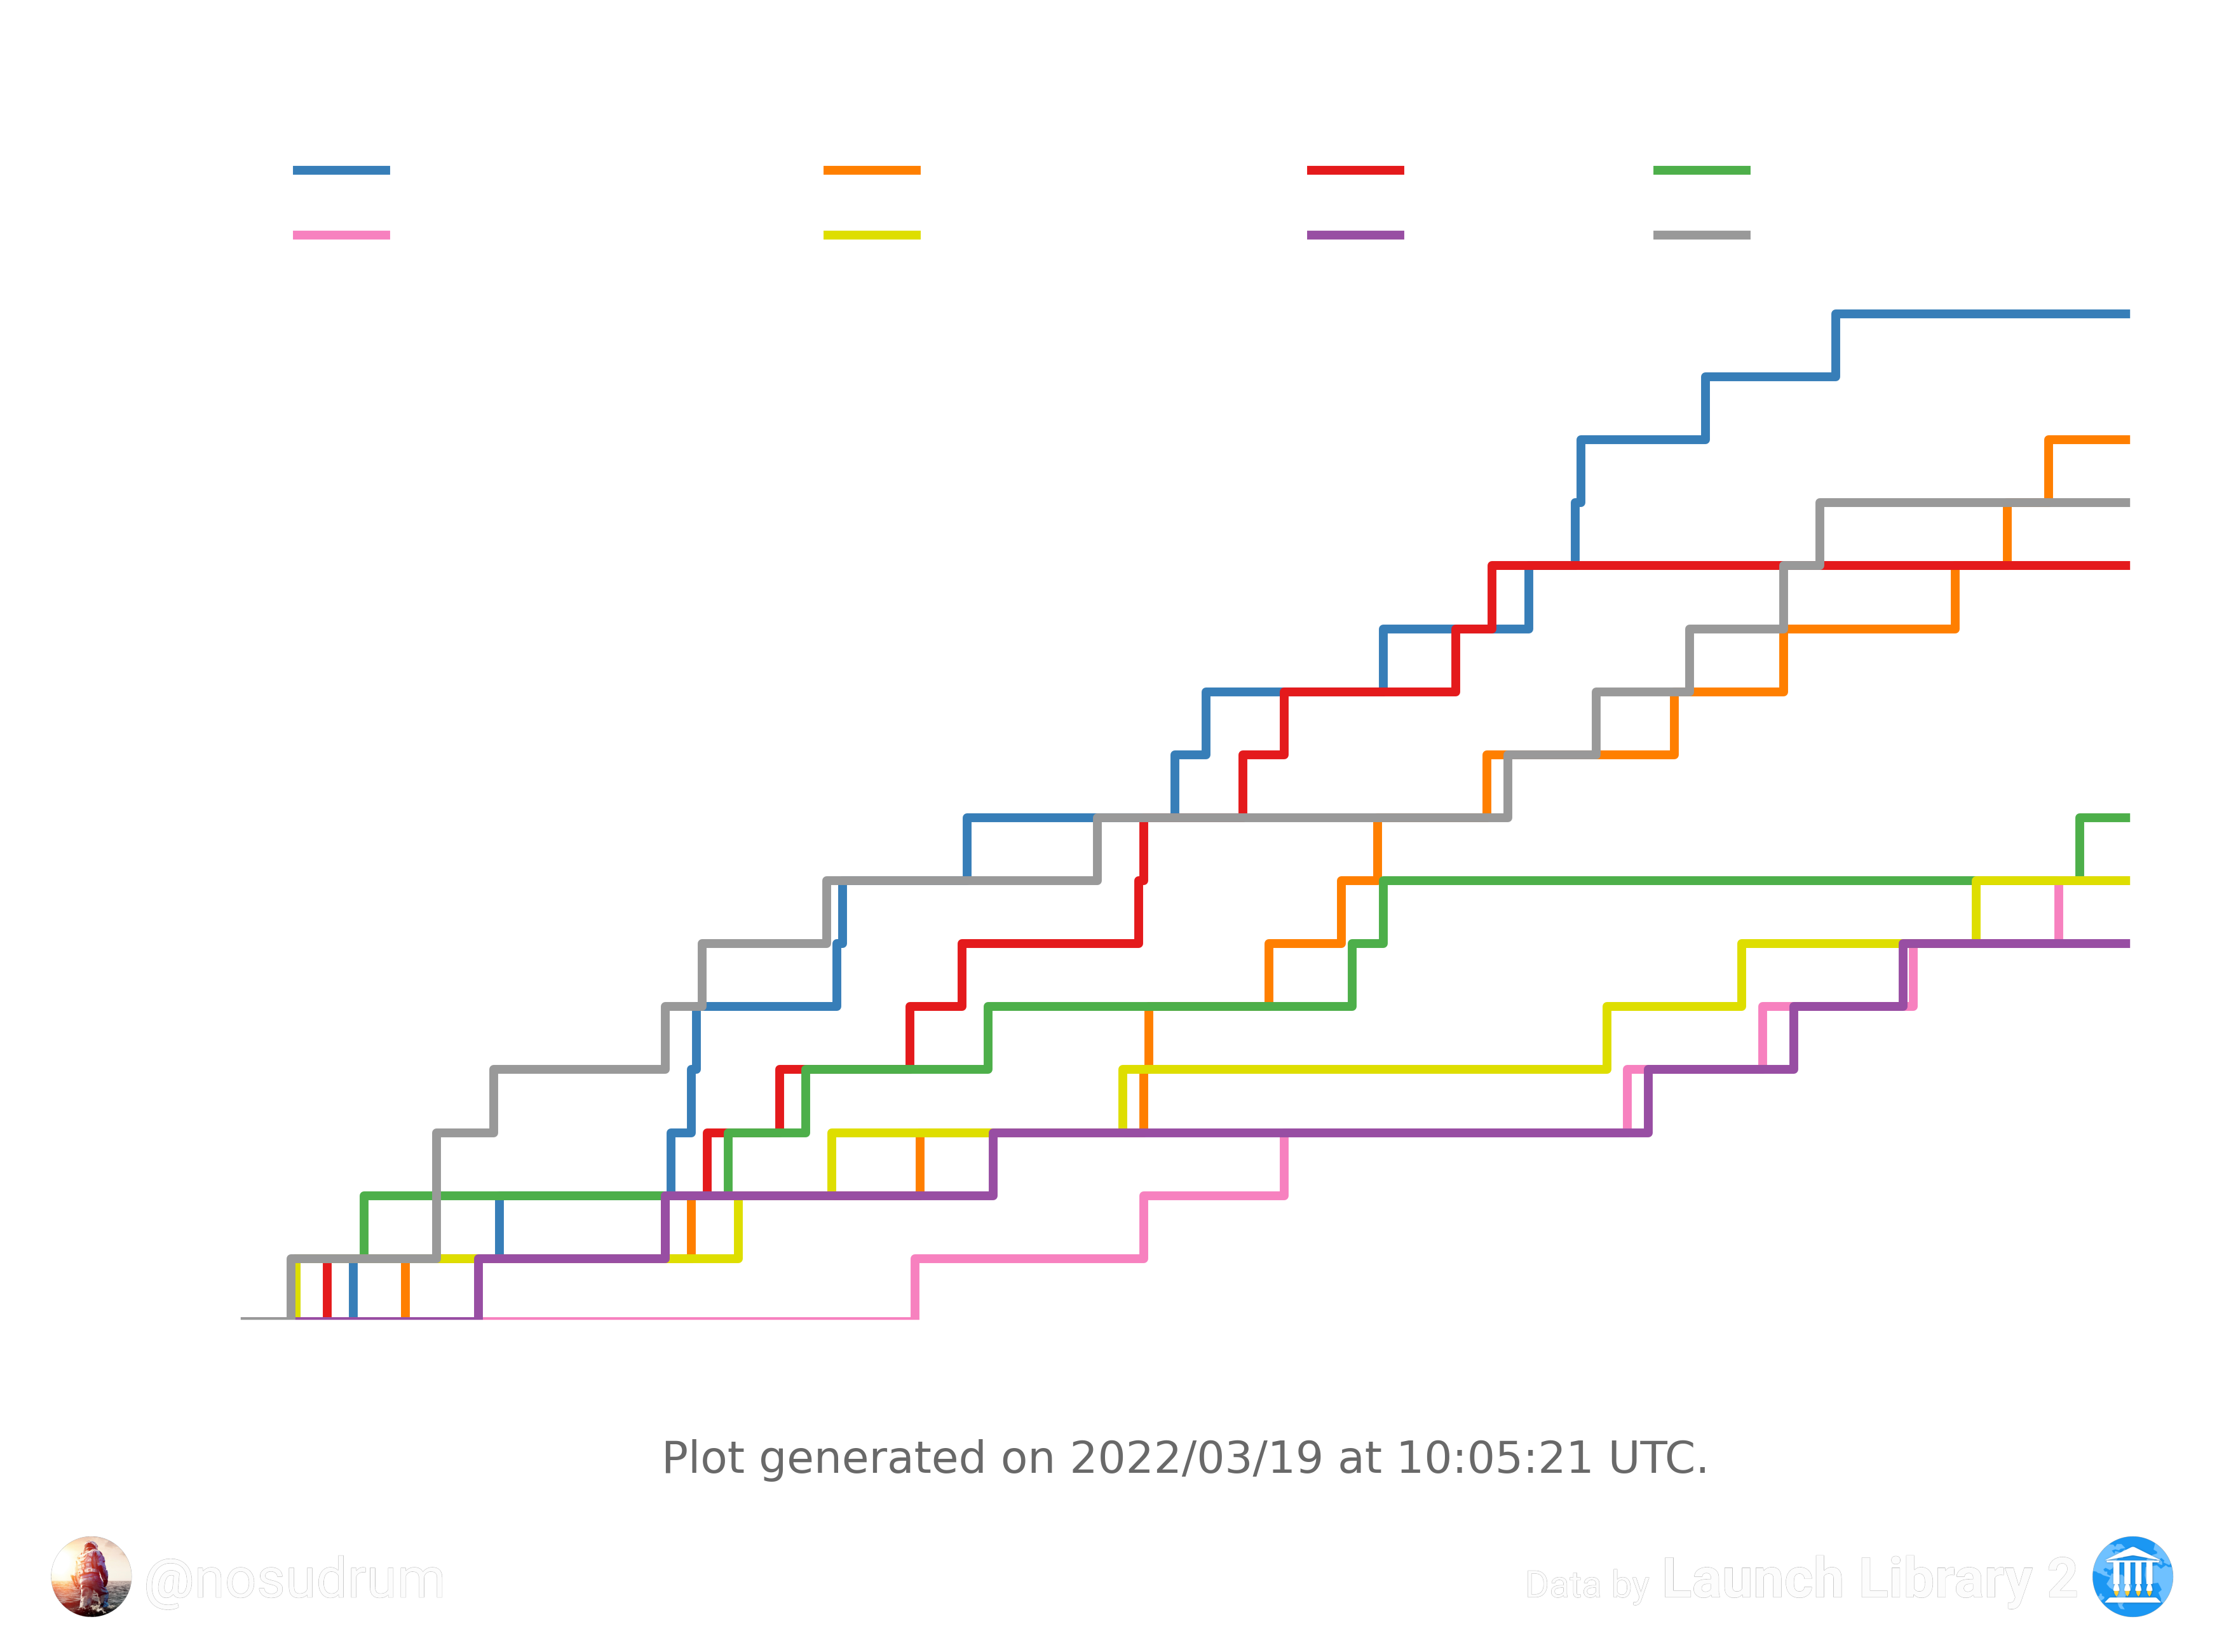 Plot generated on 2022/03/19 at 10:05:21 UTC.
@nosudrum
Data by Launch Library 2